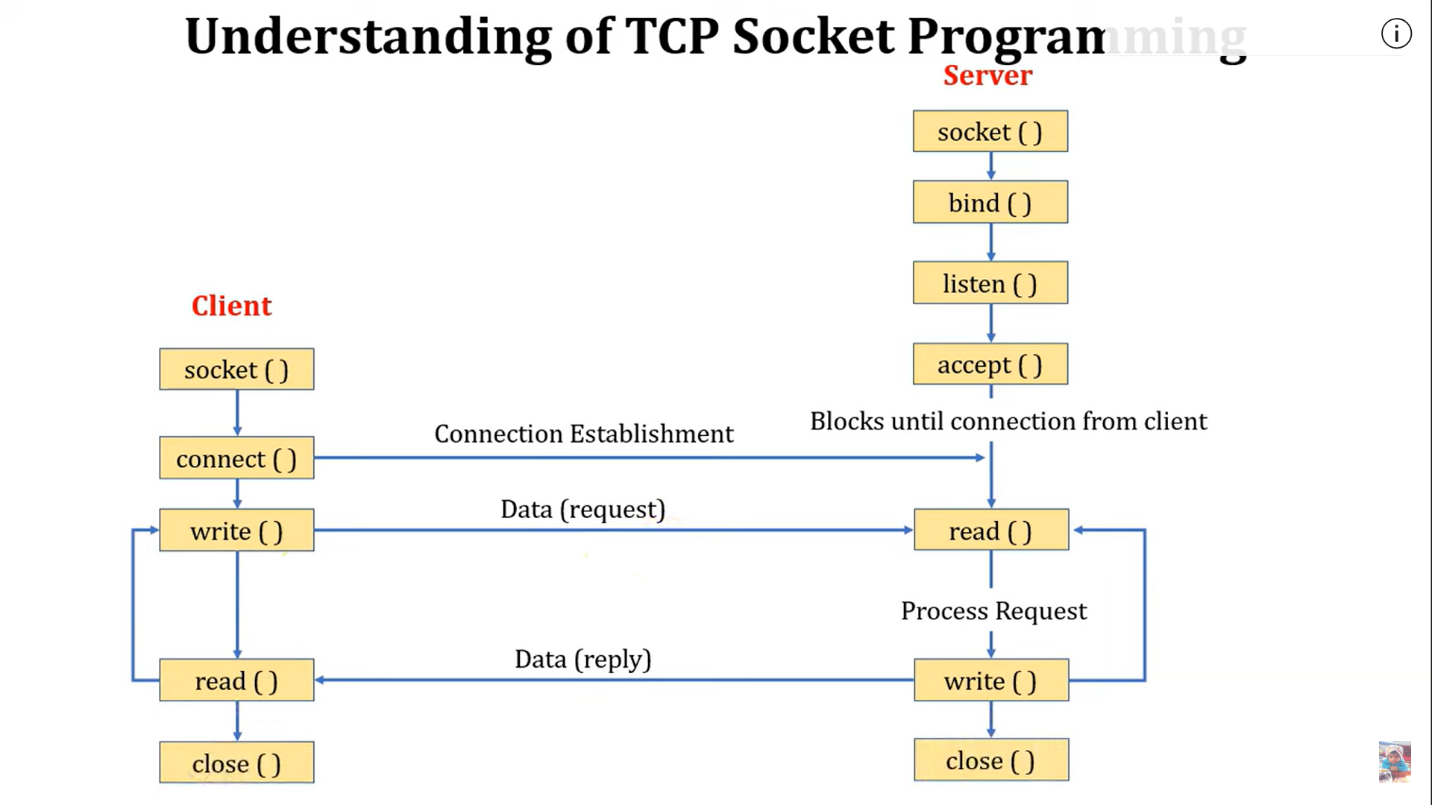 Understanding of TCP Socket Programming
Server
socket ( )
bind ( )
listen ( )
accept ( )
Blocks until connection from client
Client
socket ( )
connect ( )
Connection Establishment
write ( )
Data (request)
read ( )
Process Request
Data (reply)
read ( )
write ( )
close ( )
close ( )